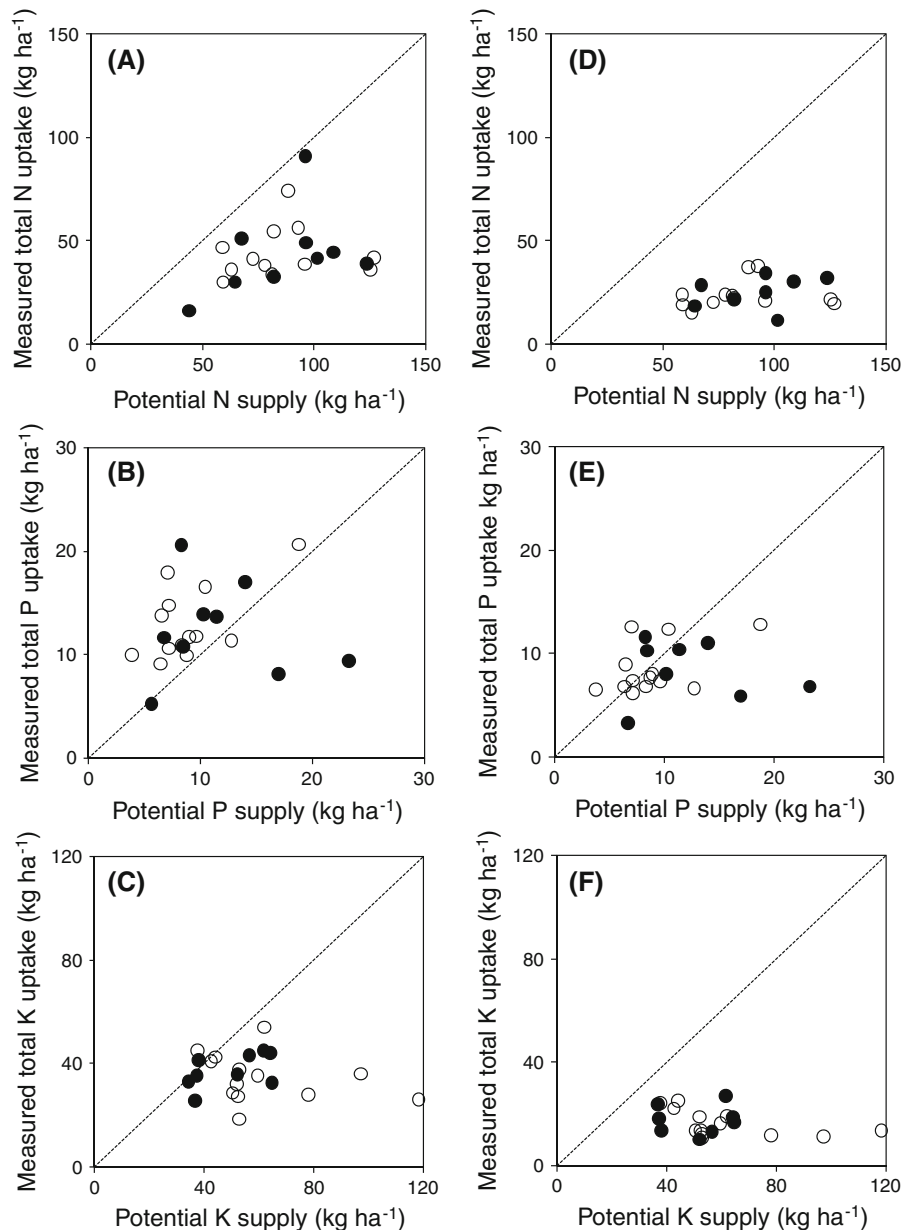 (A)
Measured total N uptake (kg ha⁻¹)
150
100
50
0
0 50 100 150
Potential N supply (kg ha⁻¹)
(D)
Measured total N uptake (kg ha⁻¹)
150
100
50
0
0 50 100 150
Potential N supply (kg ha⁻¹)
(B)
Measured total P uptake (kg ha⁻¹)
30
20
10
0
0 10 20 30
Potential P supply (kg ha⁻¹)
(E)
Measured total P uptake kg ha⁻¹)
30
20
10
0
0 10 20 30
Potential P supply (kg ha⁻¹)
(C)
Measured total K uptake (kg ha⁻¹)
120
80
40
0
0 40 80 120
Potential K supply (kg ha⁻¹)
(F)
Measured total K uptake (kg ha⁻¹)
120
80
40
0
0 40 80 120
Potential K supply (kg ha⁻¹)